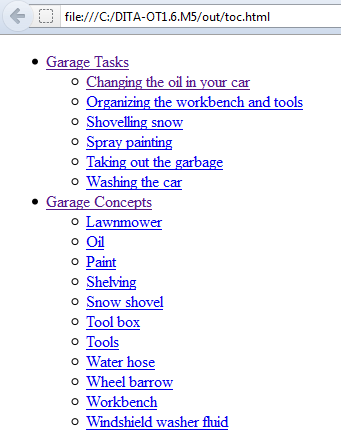 file:///C:/DITA-OT1.6.M5/out/toc.html
Garage Tasks
Changing the oil in your car
Organizing the workbench and tools
Shovelling snow
Spray painting
Taking out the garbage
Washing the car
Garage Concepts
Lawnmower
Oil
Paint
Shelving
Snow shovel
Tool box
Tools
Water hose
Wheel barrow
Workbench
Windshield washer fluid